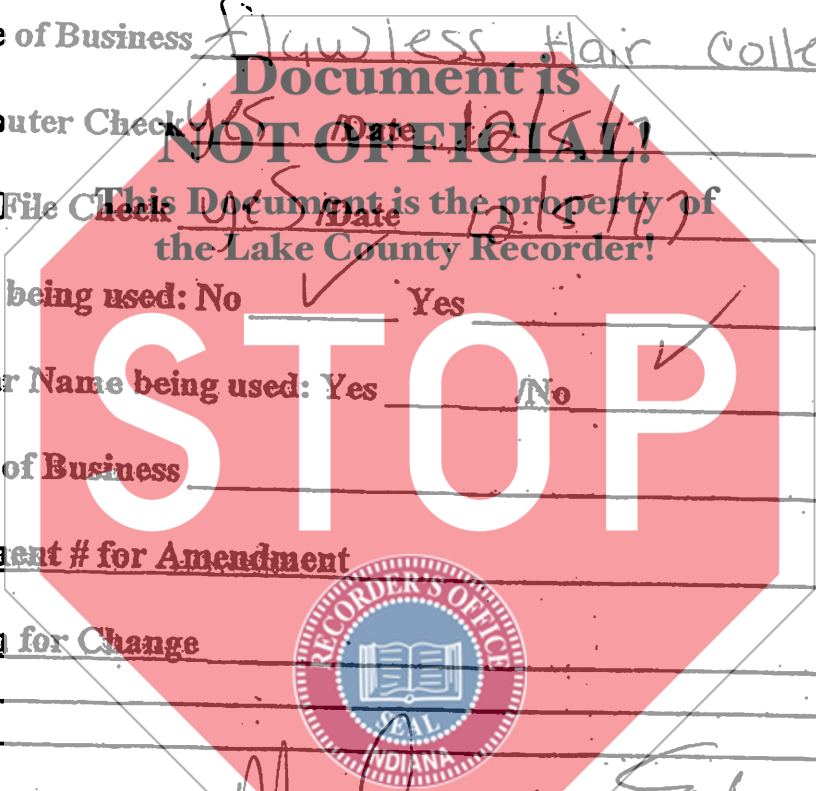 e of Business Flawless Hair Colle
Document is
uter Check yes /Date 12/5/17
NOT OFFICIAL!
File Check yes /Date 12/5/17
This Document is the property of
the Lake County Recorder!
being used: No ✓ Yes
r Name being used: Yes /No ✓
STOP
of Business
ent # for Amendment
for Change
RECORDER'S OFFICE
SEAL
INDIANA